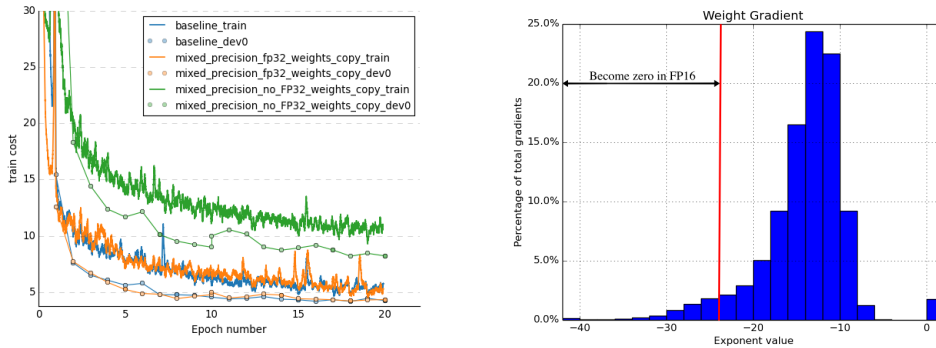 30
25
20
15
10
5
0
5
10
15
20
train cost
Epoch number
baseline_train
baseline_dev0
mixed_precision_fp32_weights_copy_train
mixed_precision_fp32_weights_copy_dev0
mixed_precision_no_FP32_weights_copy_train
mixed_precision_no_FP32_weights_copy_dev0
Weight Gradient
25.0%
20.0%
15.0%
10.0%
5.0%
0.0%
Percentage of total gradients
Become zero in FP16
−40
−30
−20
−10
0
Exponent value